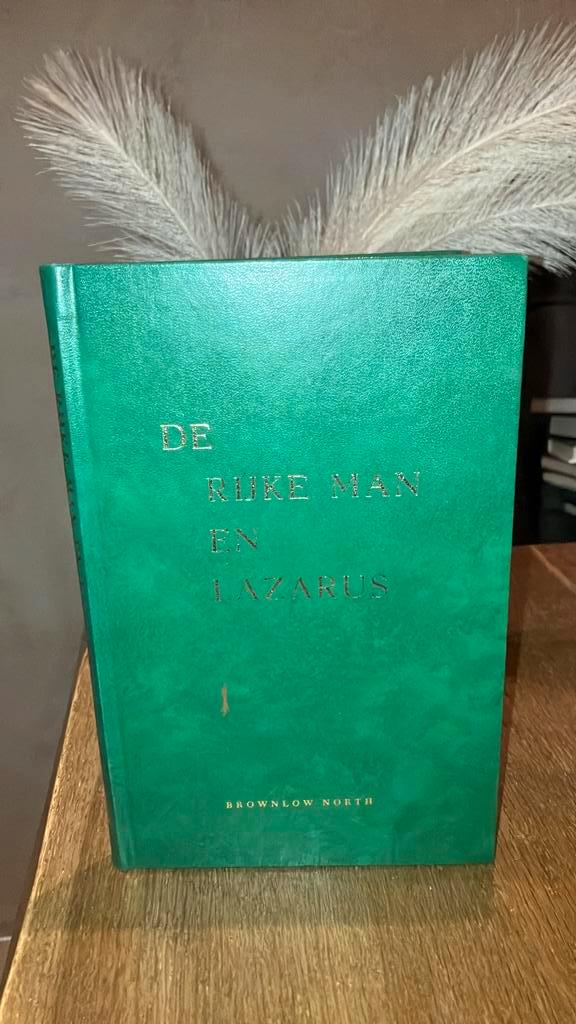 DE
RIJKE MAN
EN
LAZARUS
BROWNLOW NORTH